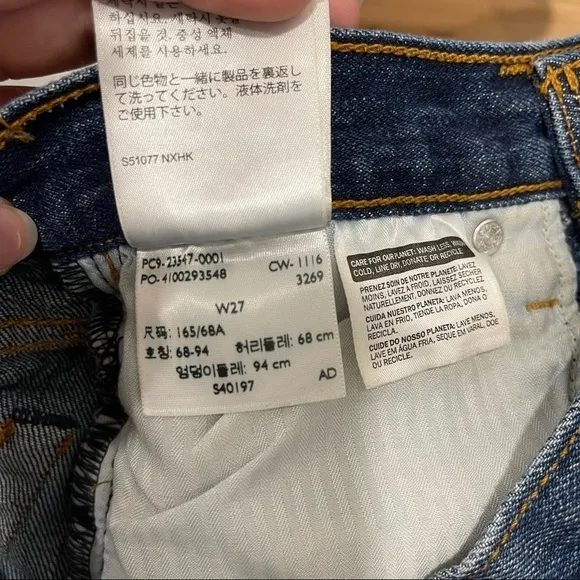 하십시오. 세탁시 옷을
뒤집을 것. 중성 액체
세제를 사용하세요.
同じ色物と一緒に製品を裏返し
て洗ってください。液体洗剤を
ご使用下さい。
S51077 NXHK
PC9-23547-0001 CW-1116
PO-4100293548 3269
W27
尺码: 165/68A
호칭: 68-94 허리둘레: 68 cm
엉덩이둘레: 94 cm
S40197 AD
CARE FOR OUR PLANET: WASH LESS, WASH
COLD, LINE DRY, DONATE OR RECYCLE.
PRENEZ SOIN DE NOTRE PLANETE: LAVEZ
MOINS, LAVEZ A FROID, LAISSEZ SÉCHER
NATURELLEMENT, DONNEZ OU RECYCLEZ.
CUIDA NUESTRO PLANETA: LAVA MENOS,
LAVA EN FRIO, TIENDE LA ROPA, DONA O
RECICLA.
CUIDE DO NOSSO PLANETA: LAVE MENOS,
LAVE EM ÁGUA FRIA, SEQUE EM VARAL, DOE
OU RECICLE.